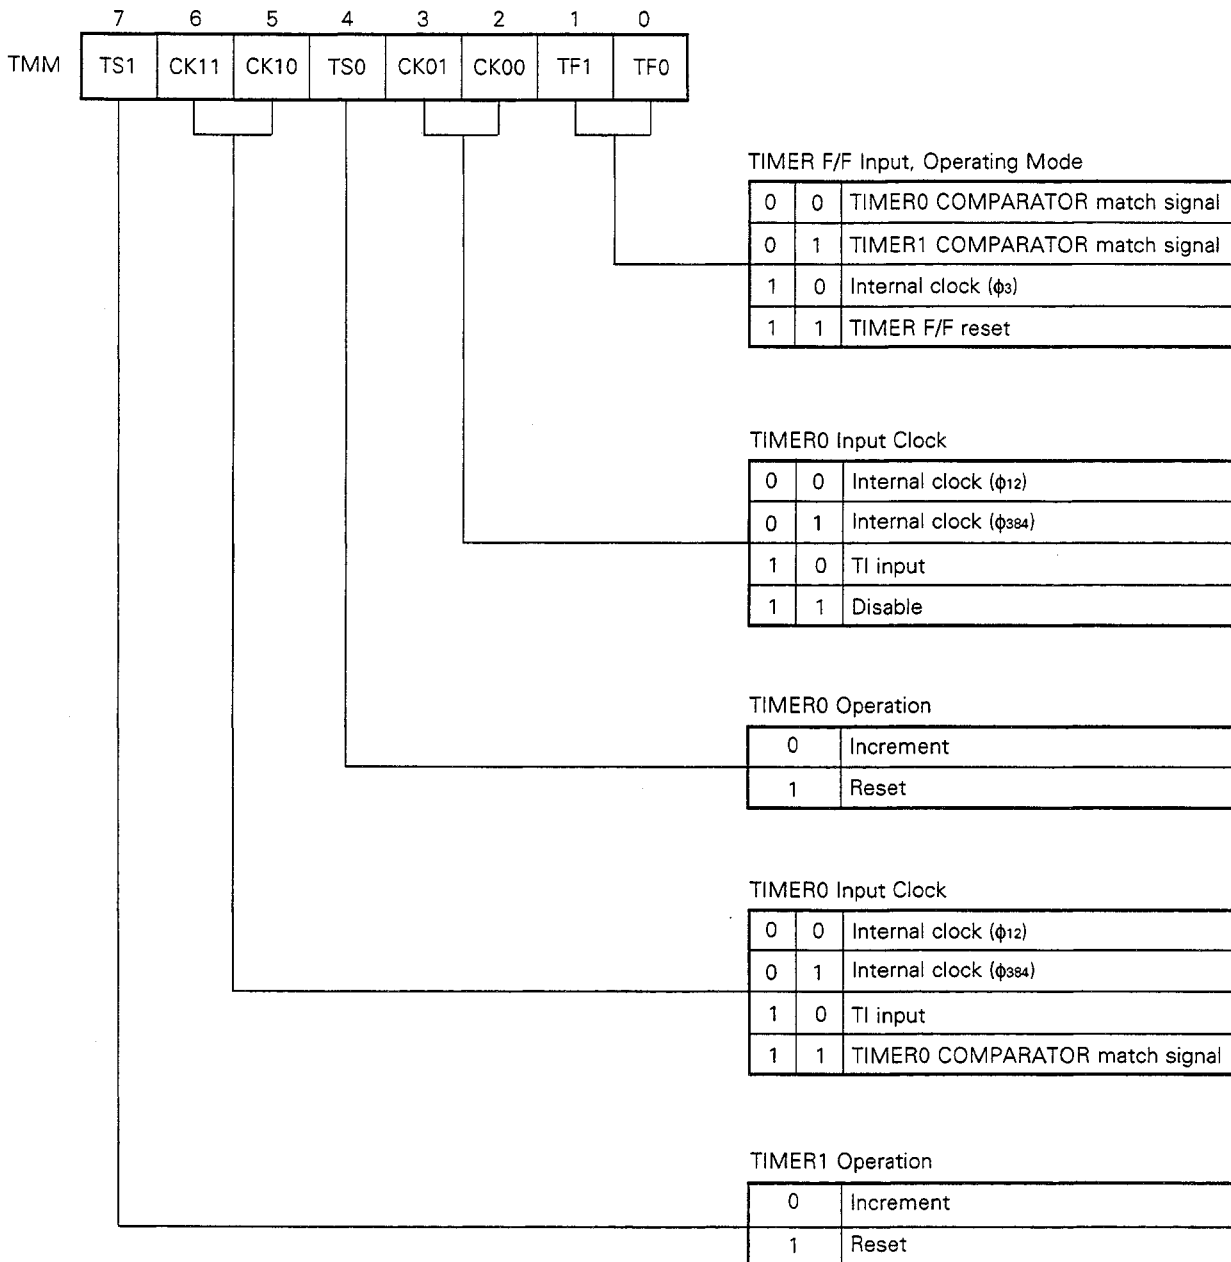 7 6 5 4 3 2 1 0
TMM TS1 CK11 CK10 TS0 CK01 CK00 TF1 TF0
TIMER F/F Input, Operating Mode
0 0 TIMER0 COMPARATOR match signal
0 1 TIMER1 COMPARATOR match signal
1 0 Internal clock (ϕ3)
1 1 TIMER F/F reset
TIMER0 Input Clock
0 0 Internal clock (ϕ12)
0 1 Internal clock (ϕ384)
1 0 TI input
1 1 Disable
TIMER0 Operation
0 Increment
1 Reset
TIMER0 Input Clock
0 0 Internal clock (ϕ12)
0 1 Internal clock (ϕ384)
1 0 TI input
1 1 TIMER0 COMPARATOR match signal
TIMER1 Operation
0 Increment
1 Reset